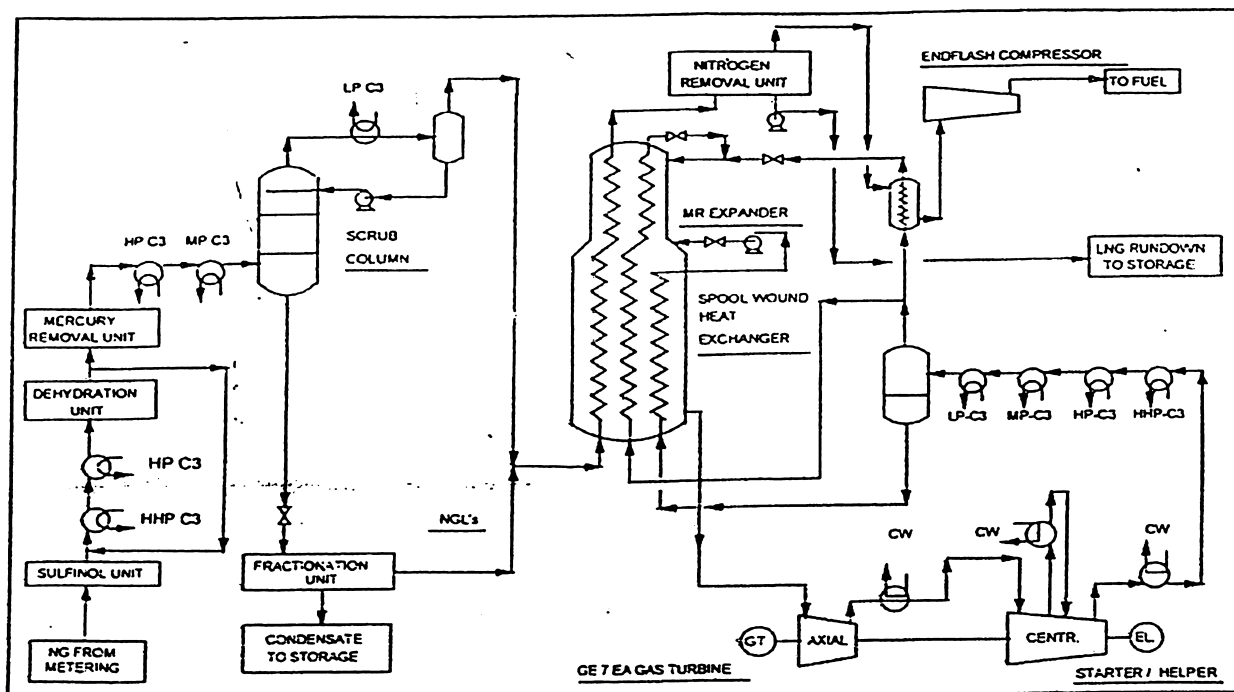 NITROGEN
REMOVAL UNIT
ENDFLASH COMPRESSOR
TO FUEL
LP C3
HP C3
MP C3
SCRUB
COLUMN
MR EXPANDER
LNG RUNDOWN
TO STORAGE
MERCURY
REMOVAL UNIT
SPOOL WOUND
HEAT
EXCHANGER
DEHYDRATION
UNIT
LP-C3
MP-C3
HP-C3
HHP-C3
HP C3
HHP C3
NGL's
CW
CW
CW
SULFINOL UNIT
FRACTIONATION
UNIT
NG FROM
METERING
CONDENSATE
TO STORAGE
GT
AXIAL
CENTR.
EL
GE 7 EA GAS TURBINE
STARTER / HELPER